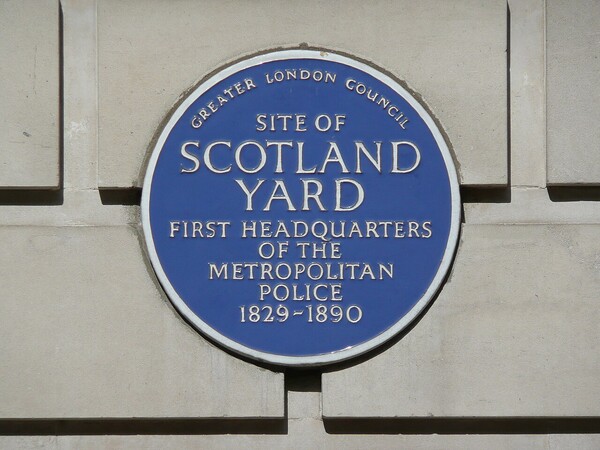 GREATER LONDON COUNCIL
SITE OF
SCOTLAND
YARD
FIRST HEADQUARTERS
OF THE
METROPOLITAN
POLICE
1829~1890